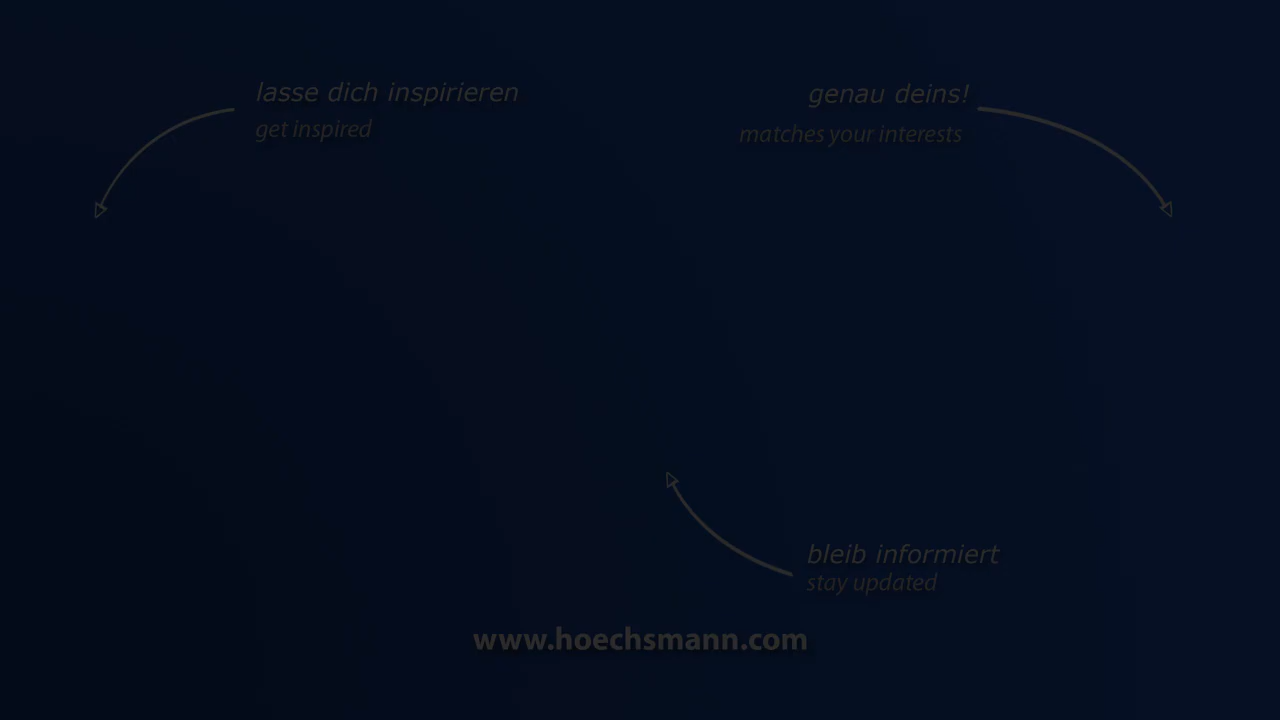 lasse dich inspirieren
get inspired
genau deins!
matches your interests
bleib informiert
stay updated
www.hoechsmann.com